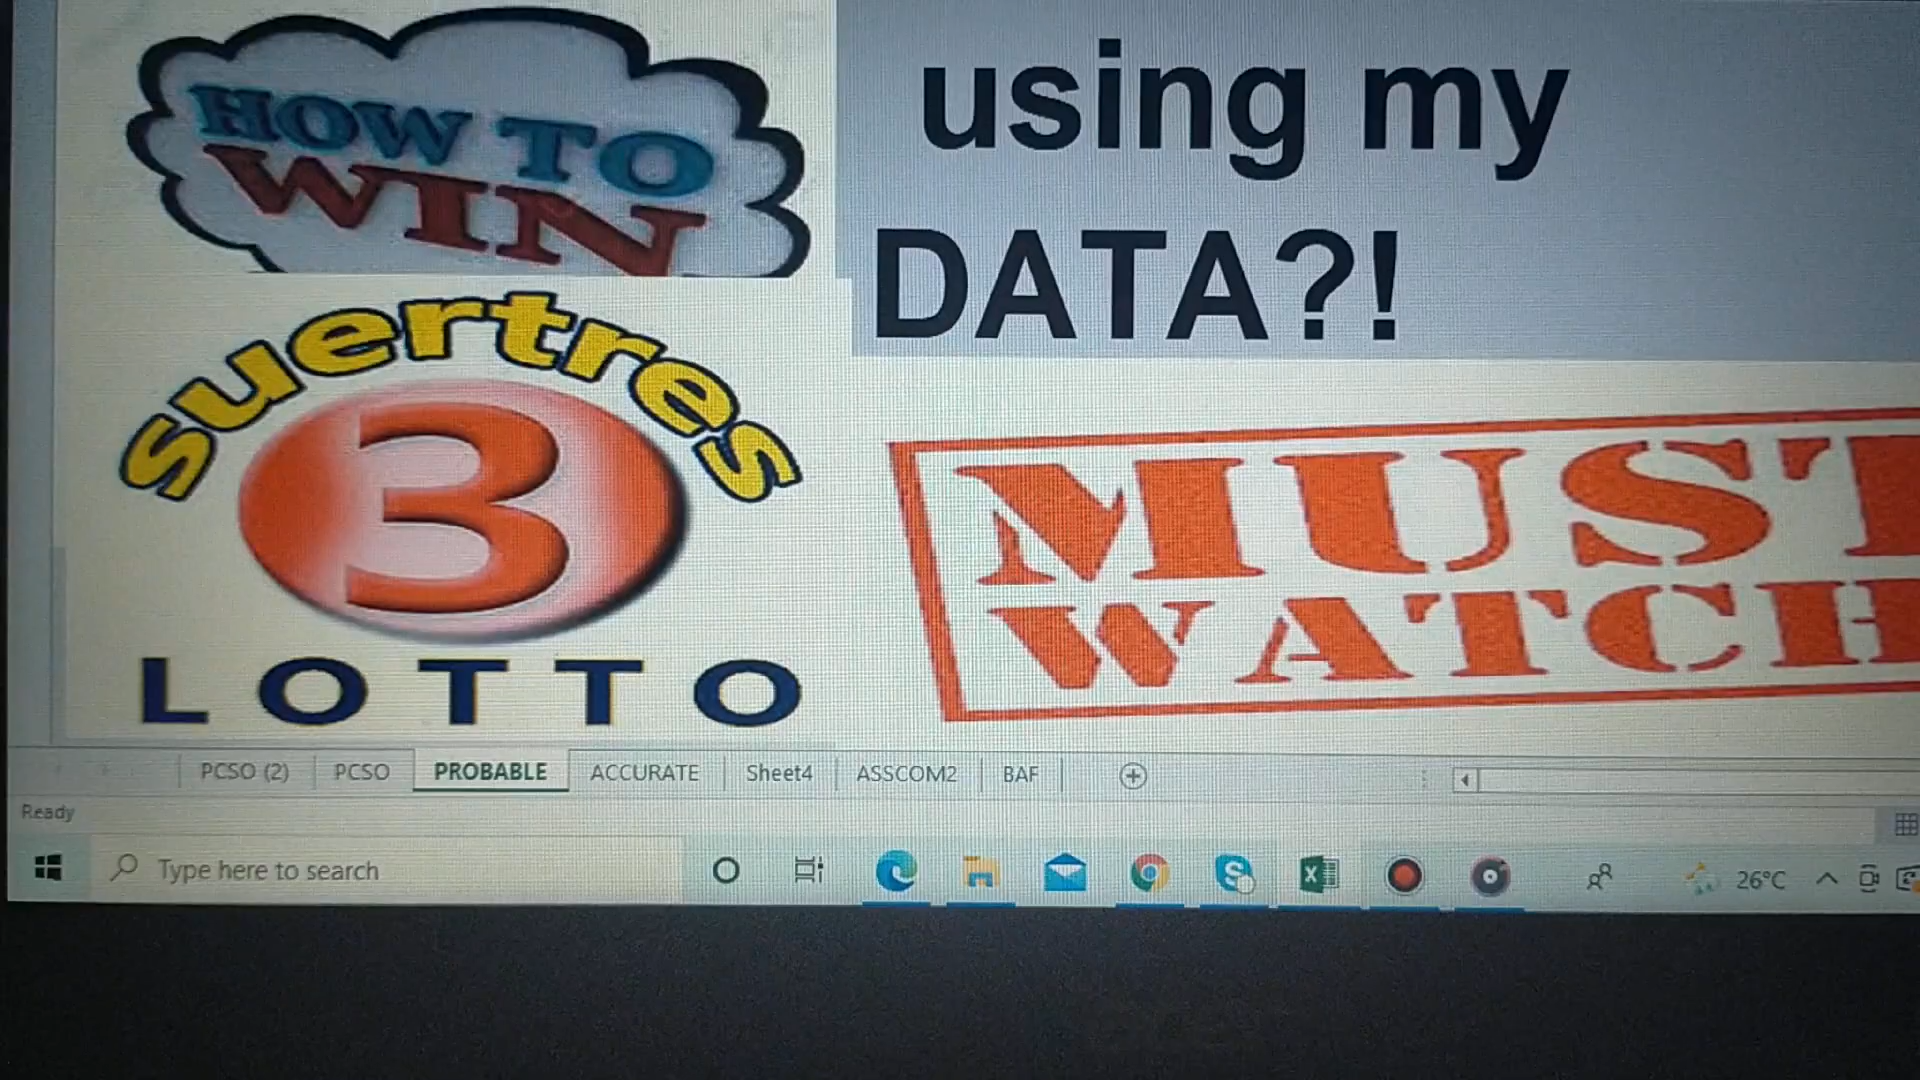 HOW TO
WIN
using my
DATA?!
suertres
3
LOTTO
MUST
WATCH
PCSO (2) PCSO PROBABLE ACCURATE Sheet4 ASSCOM2 BAF
Ready
Type here to search
26°C